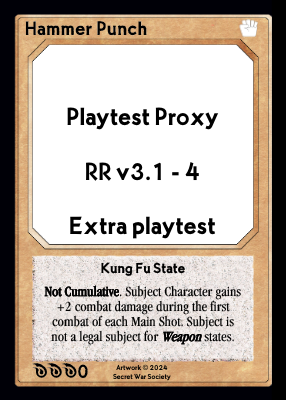 Hammer Punch
Playtest Proxy
RR v3.1 - 4
Extra playtest
Kung Fu State
Not Cumulative. Subject Character gains
+2 combat damage during the first
combat of each Main Shot. Subject is
not a legal subject for Weapon states.
Artwork © 2024
Secret War Society